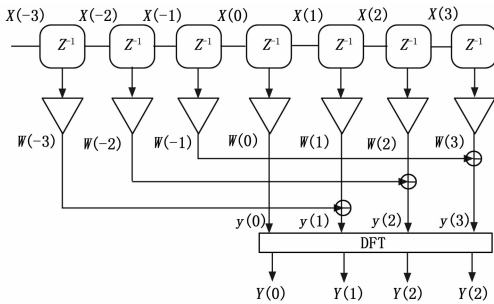 X(-3) X(-2) X(-1) X(0) X(1) X(2) X(3)
Z⁻¹ Z⁻¹ Z⁻¹ Z⁻¹ Z⁻¹ Z⁻¹ Z⁻¹
W(-3) W(-2) W(-1) W(0) W(1) W(2) W(3)
y(0) y(1) y(2) y(3)
DFT
Y(0) Y(1) Y(2) Y(2)